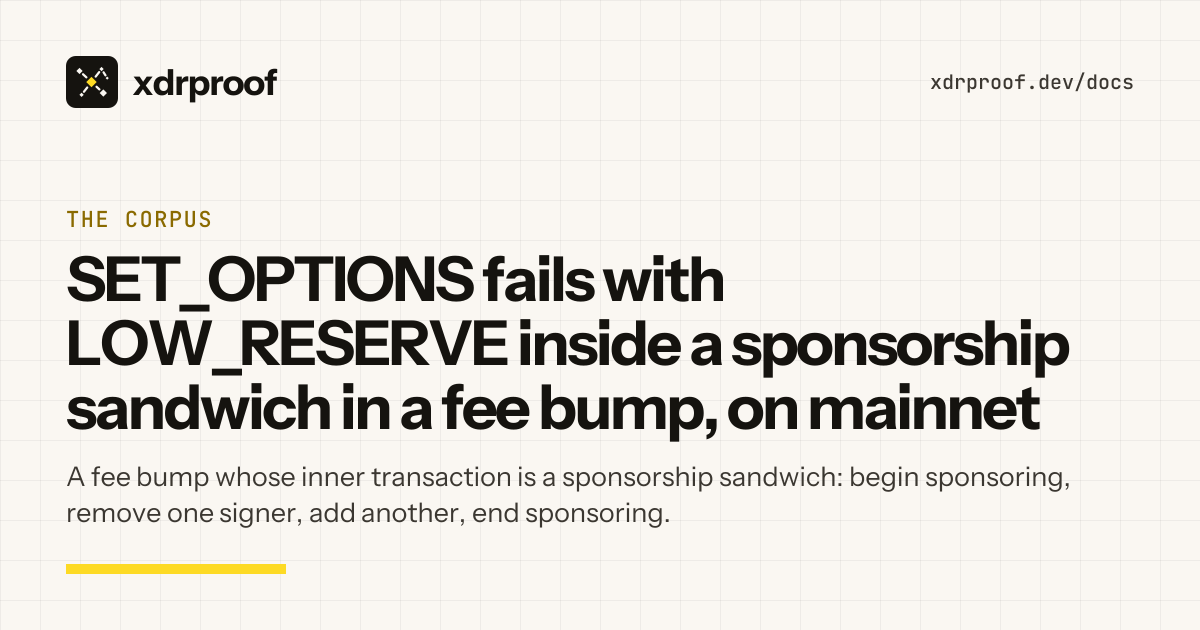 xdrproof
xdrproof.dev/docs
THE CORPUS
SET_OPTIONS fails with
LOW_RESERVE inside a sponsorship
sandwich in a fee bump, on mainnet
A fee bump whose inner transaction is a sponsorship sandwich: begin sponsoring,
remove one signer, add another, end sponsoring.